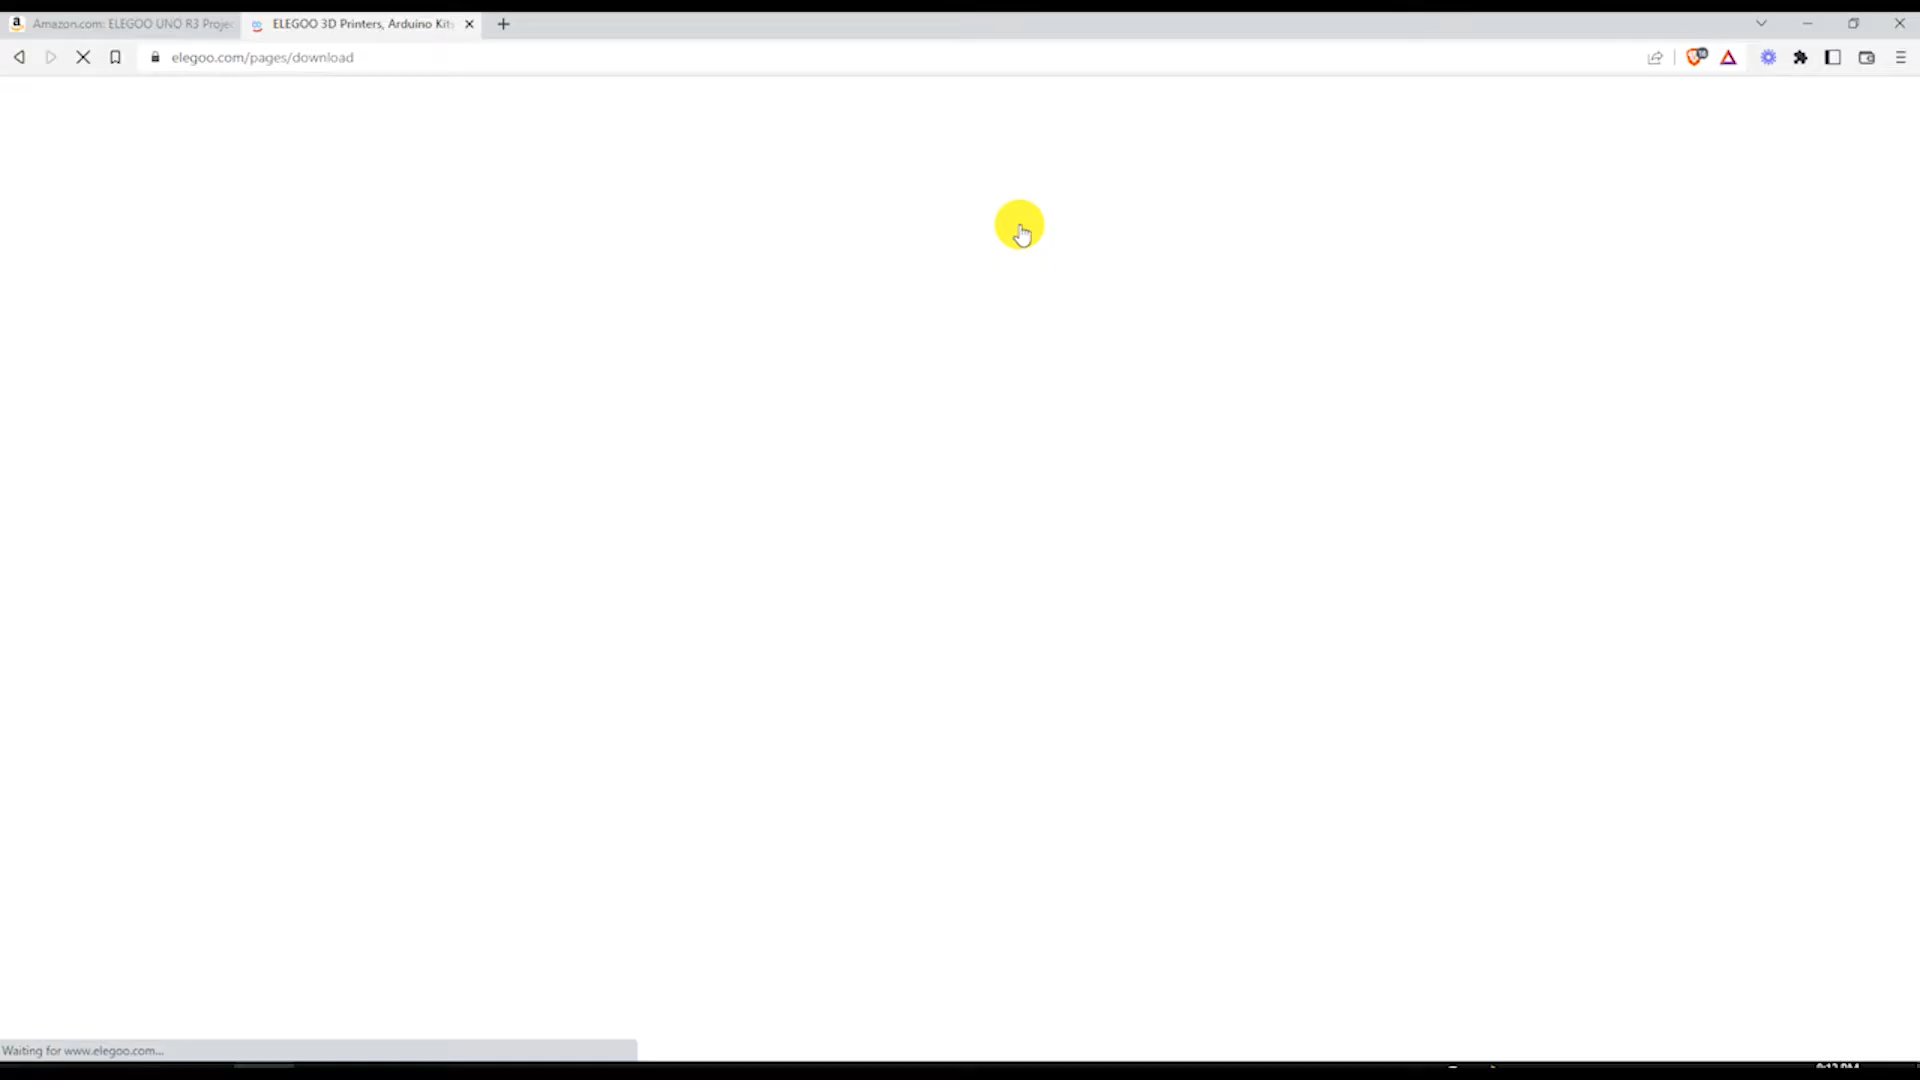 Amazon.com: ELEGOO UNO R3 Projec
ELEGOO 3D Printers, Arduino Kits
elegoo.com/pages/download
Waiting for www.elegoo.com...